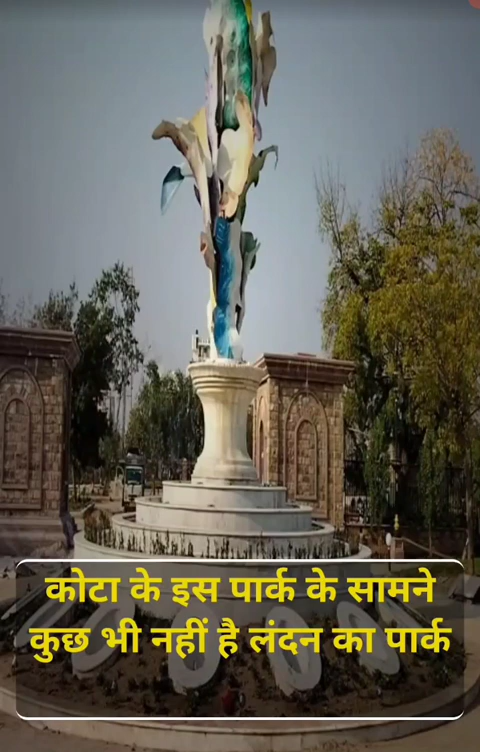 कोटा के इस पार्क के सामने
कुछ भी नहीं है लंदन का पार्क